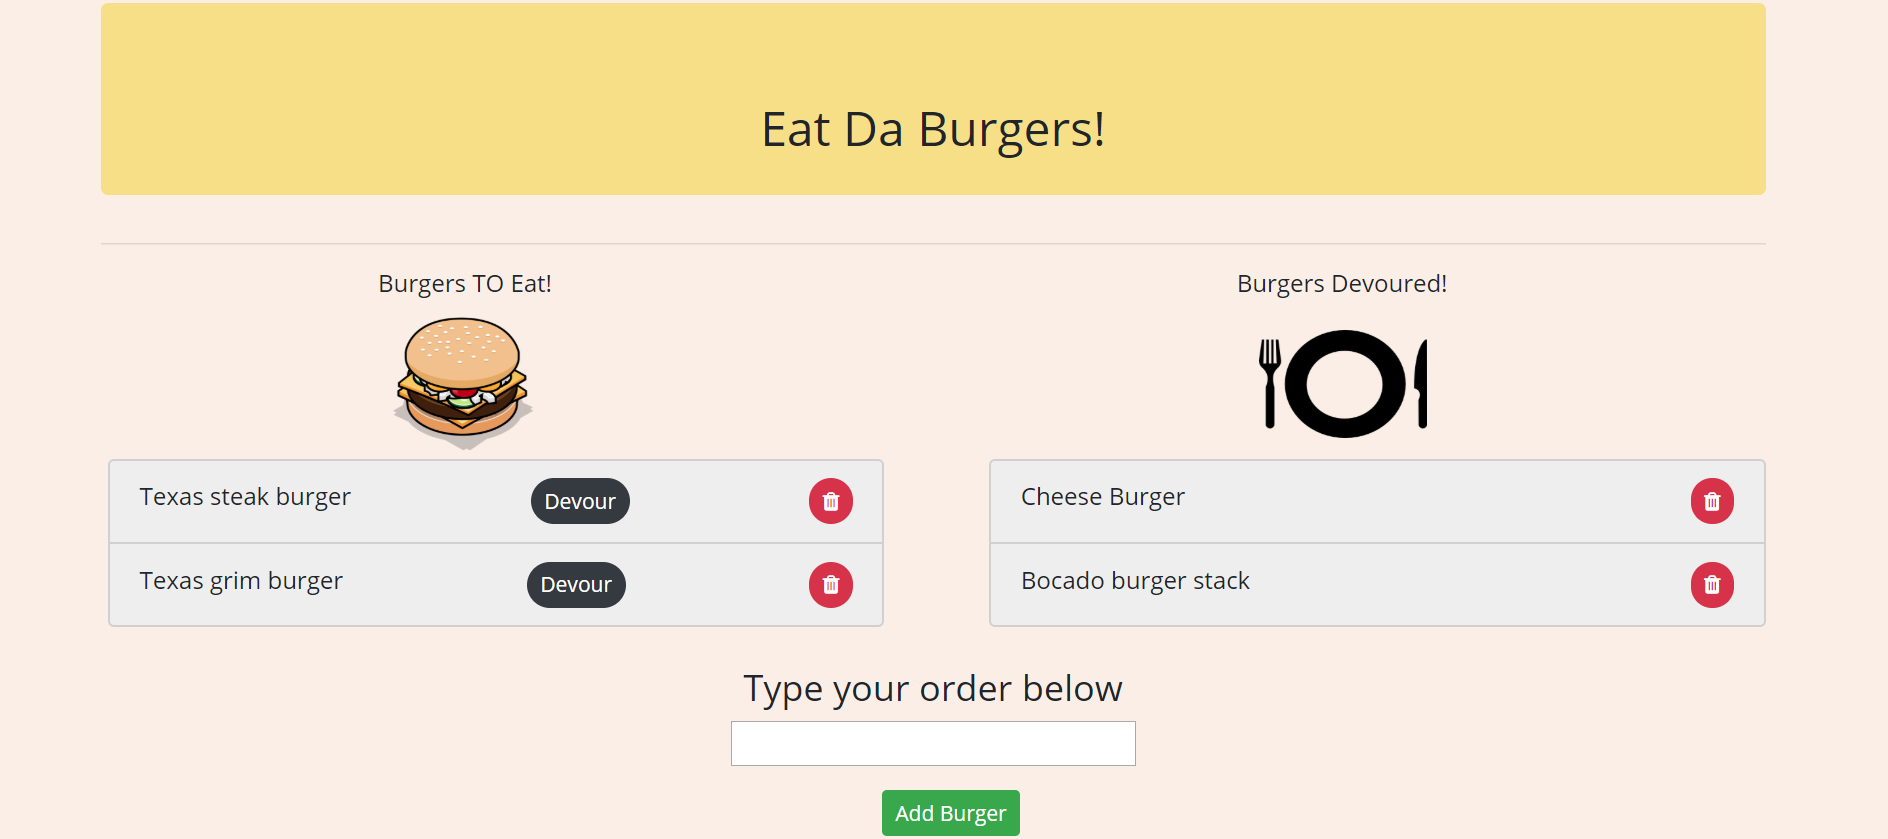 Eat Da Burgers!
Burgers TO Eat!
Burgers Devoured!
Texas steak burger
Devour
Texas grim burger
Devour
Cheese Burger
Bocado burger stack
Type your order below
Add Burger